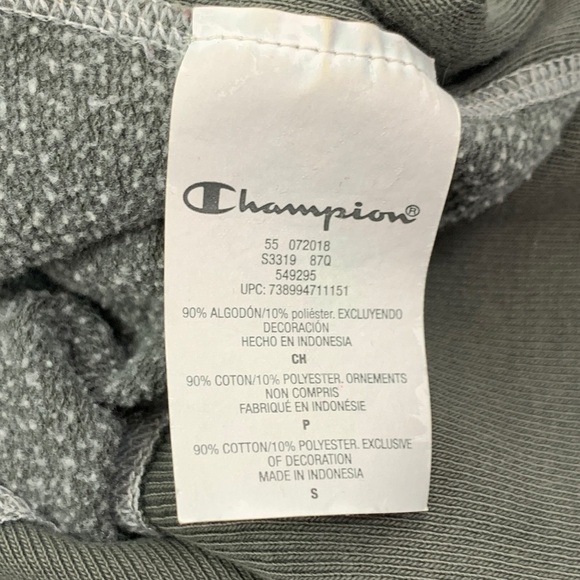 Champion®
55 072018
S3319 87Q
549295
UPC: 738994711151
90% ALGODÓN/10% poliéster. EXCLUYENDO
DECORACIÓN
HECHO EN INDONESIA
CH
90% COTON/10% POLYESTER. ORNEMENTS
NON COMPRIS
FABRIQUÉ EN INDONÉSIE
P
90% COTTON/10% POLYESTER. EXCLUSIVE
OF DECORATION
MADE IN INDONESIA
S